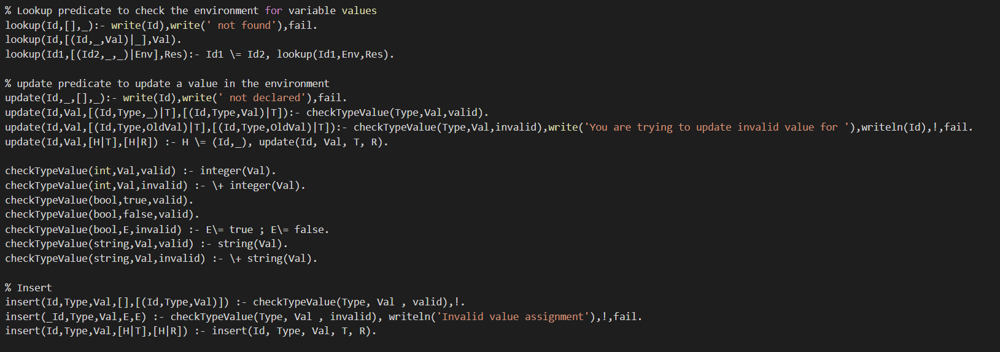 % Lookup predicate to check the environment for variable values
lookup(Id,[],_):- write(Id),write(' not found'),fail.
lookup(Id,[(Id,_,Val)|_],Val).
lookup(Id1,[(Id2,_,_)|Env],Res):- Id1 \= Id2, lookup(Id1,Env,Res).
% update predicate to update a value in the environment
update(Id,_,[],_):- write(Id),write(' not declared'),fail.
update(Id,Val,[(Id,Type,_)|T],[(Id,Type,Val)|T]):- checkTypeValue(Type,Val,valid).
update(Id,Val,[(Id,Type,OldVal)|T],[(Id,Type,OldVal)|T]):- checkTypeValue(Type,Val,invalid),write('You are trying to update invalid value for '),writeln(Id),!,fail.
update(Id,Val,[H|T],[H|R]) :- H \= (Id,_), update(Id, Val, T, R).
checkTypeValue(int,Val,valid) :- integer(Val).
checkTypeValue(int,Val,invalid) :- \+ integer(Val).
checkTypeValue(bool,true,valid).
checkTypeValue(bool,false,valid).
checkTypeValue(bool,E,invalid) :- E\= true ; E\= false.
checkTypeValue(string,Val,valid) :- string(Val).
checkTypeValue(string,Val,invalid) :- \+ string(Val).
% Insert
insert(Id,Type,Val,[],[(Id,Type,Val)]) :- checkTypeValue(Type, Val , valid),!.
insert(_Id,Type,Val,E,E) :- checkTypeValue(Type, Val , invalid), writeln('Invalid value assignment'),!,fail.
insert(Id,Type,Val,[H|T],[H|R]) :- insert(Id, Type, Val, T, R).